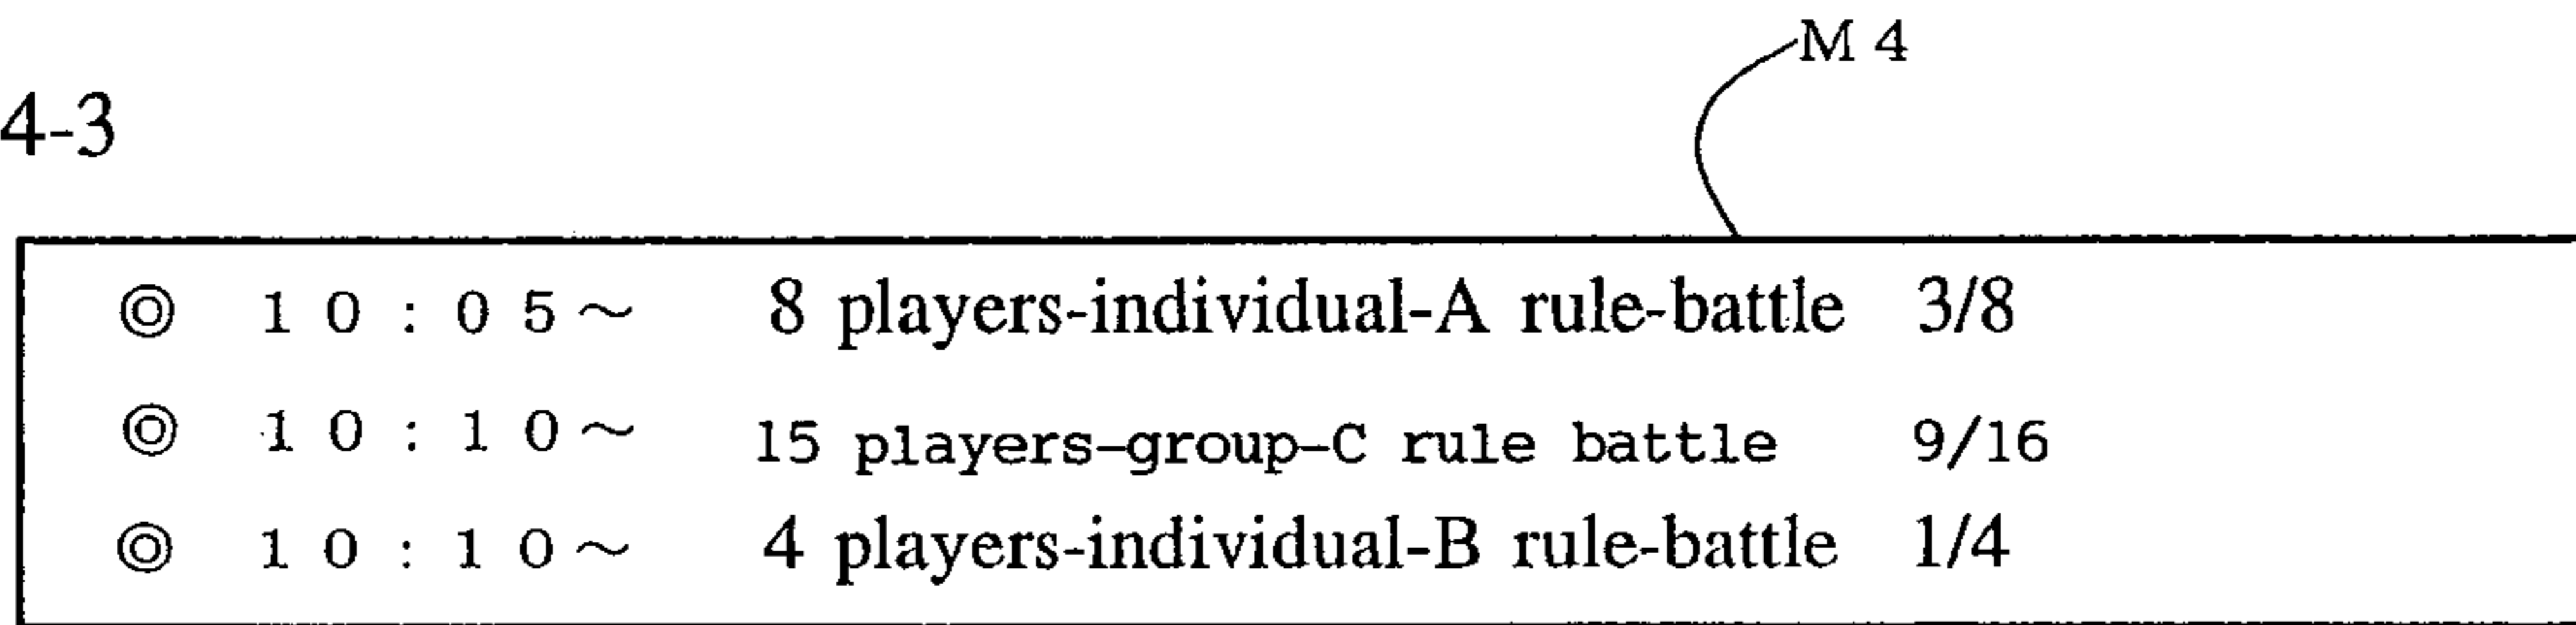 M 4
4-3
◎ 10:05~ 8 players-individual-A rule-battle 3/8
◎ 10:10~ 15 players-group-C rule battle 9/16
◎ 10:10~ 4 players-individual-B rule-battle 1/4